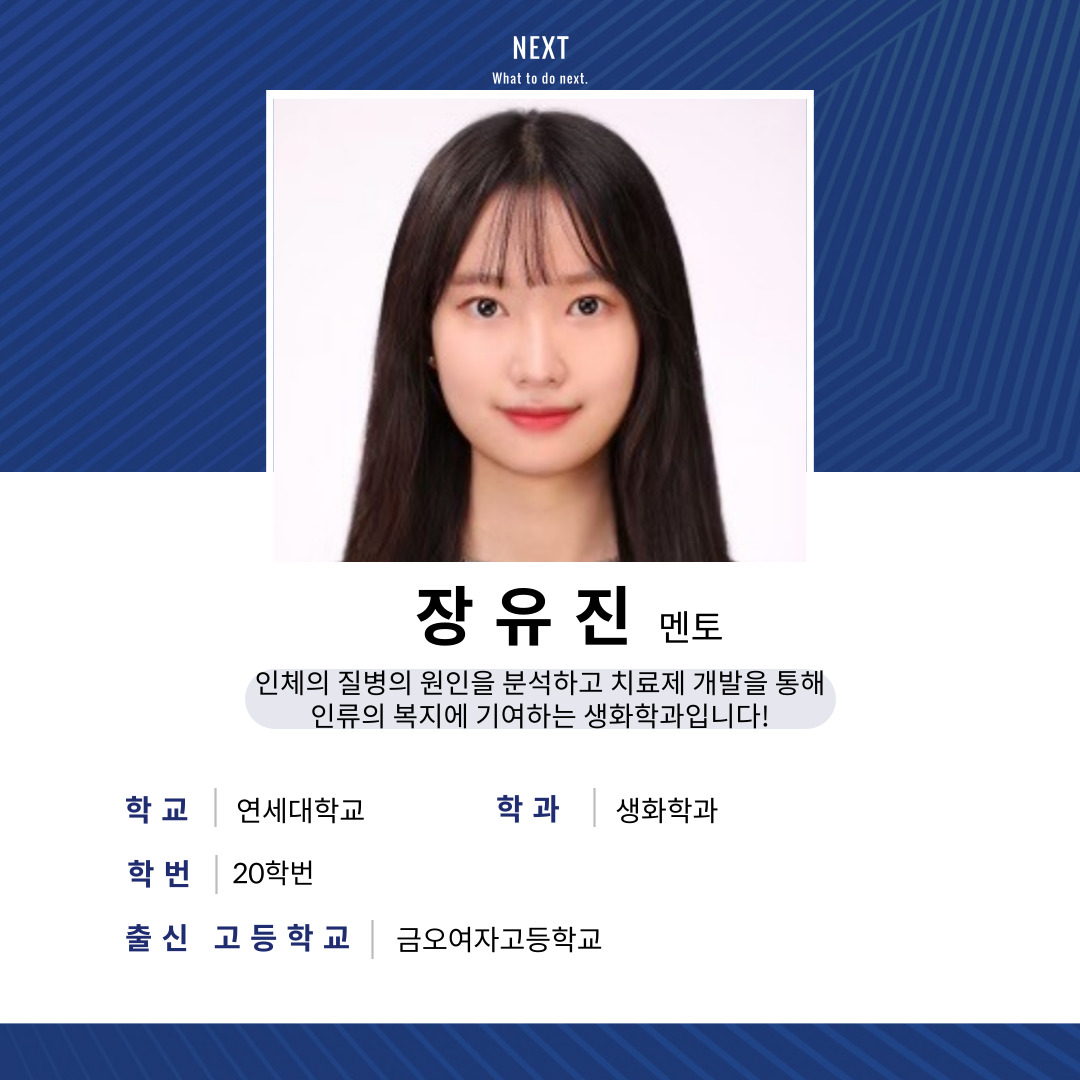 NEXT
What to do next.
장유진 멘토
인체의 질병의 원인을 분석하고 치료제 개발을 통해
인류의 복지에 기여하는 생화학과입니다!
학교 연세대학교 학과 생화학과
학번 20학번
출신 고등학교 금오여자고등학교